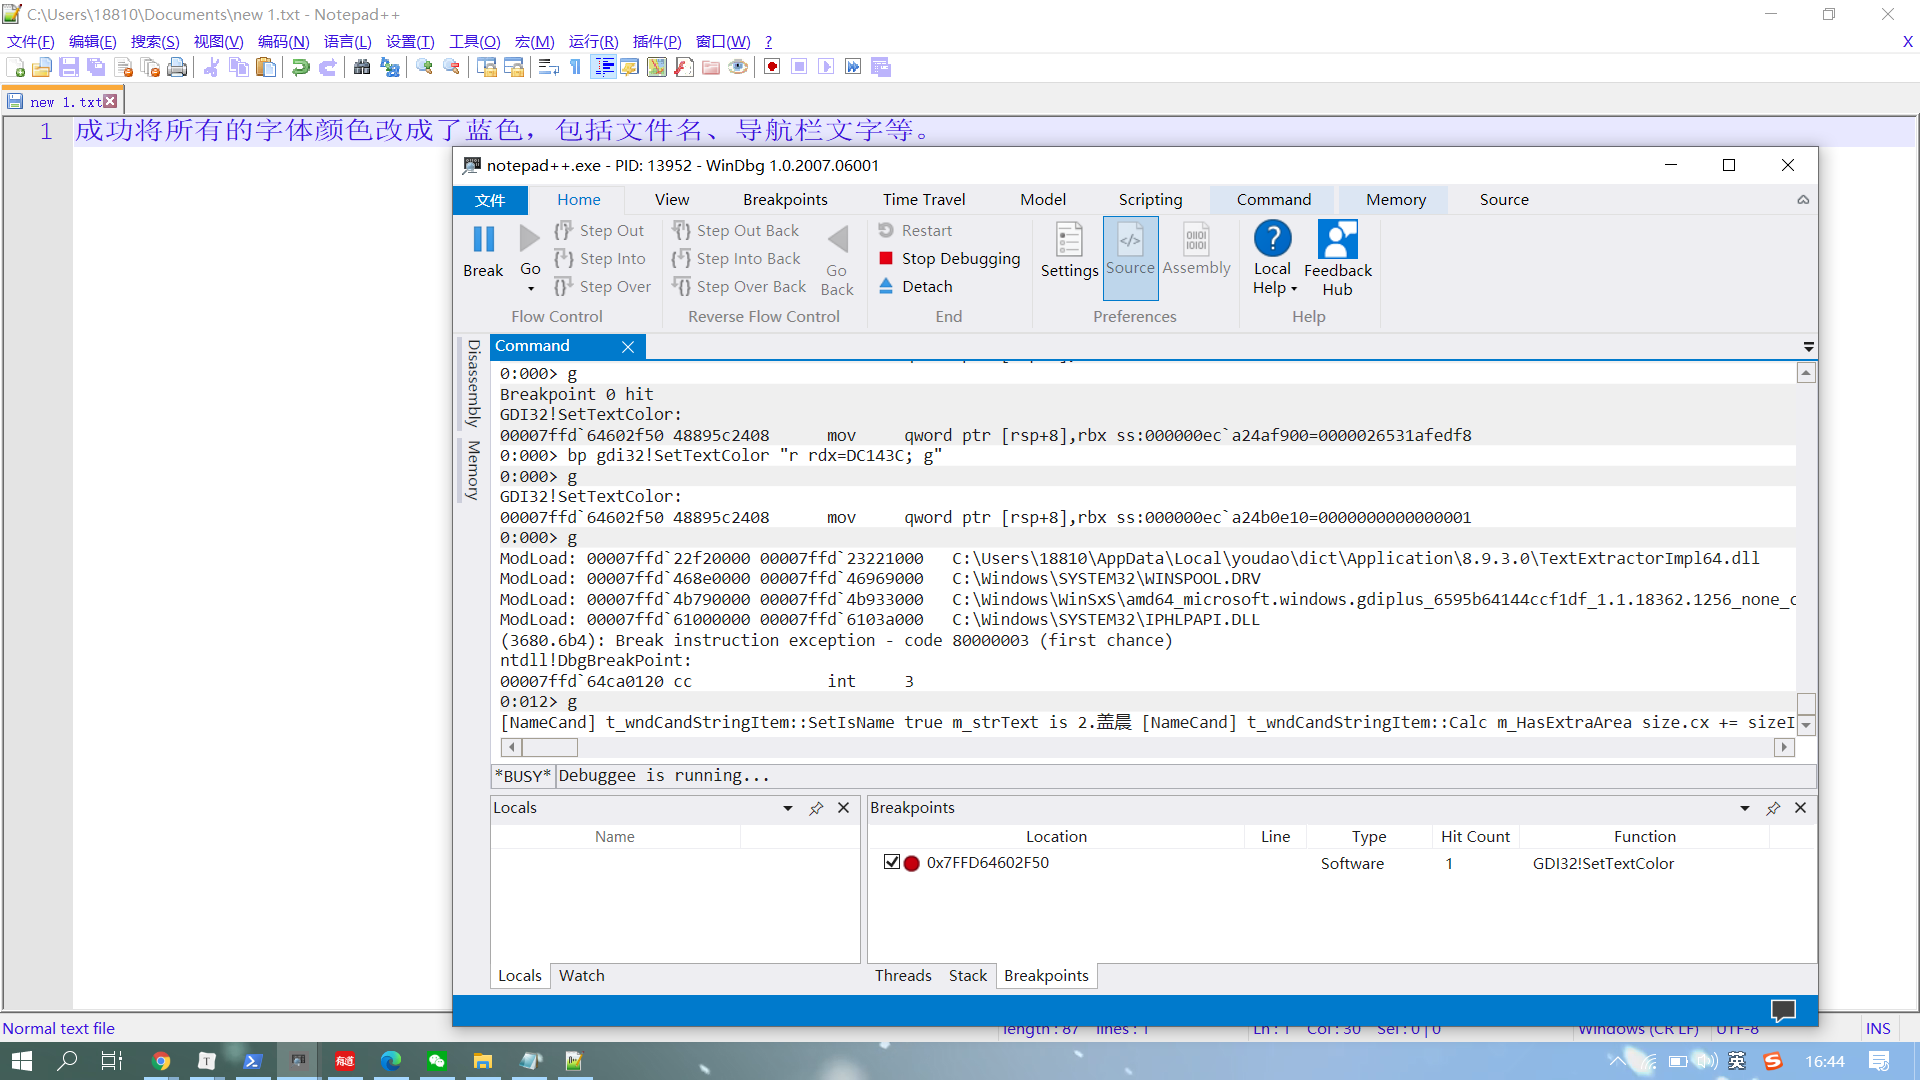 C:\Users\18810\Documents\new 1.txt - Notepad++
文件(F) 编辑(E) 搜索(S) 视图(V) 编码(N) 语言(L) 设置(T) 工具(O) 宏(M) 运行(R) 插件(P) 窗口(W) ? X
new 1.txt
1 成功将所有的字体颜色改成了蓝色，包括文件名、导航栏文字等。
notepad++.exe - PID: 13952 - WinDbg 1.0.2007.06001
文件 Home View Breakpoints Time Travel Model Scripting Command Memory Source
Break
Go
Step Out
Step Into
Step Over
Flow Control
Step Out Back
Step Into Back
Step Over Back
Go Back
Reverse Flow Control
Restart
Stop Debugging
Detach
End
Settings
Source
Assembly
Preferences
Local Help
Feedback Hub
Help
Disassembly
Memory
Command
0:000> g
Breakpoint 0 hit
GDI32!SetTextColor:
00007ffd`64602f50 48895c2408 mov qword ptr [rsp+8],rbx ss:000000ec`a24af900=0000026531afedf8
0:000> bp gdi32!SetTextColor "r rdx=DC143C; g"
0:000> g
GDI32!SetTextColor:
00007ffd`64602f50 48895c2408 mov qword ptr [rsp+8],rbx ss:000000ec`a24b0e10=0000000000000001
0:000> g
ModLoad: 00007ffd`22f20000 00007ffd`23221000 C:\Users\18810\AppData\Local\youdao\dict\Application\8.9.3.0\TextExtractorImpl64.dll
ModLoad: 00007ffd`468e0000 00007ffd`46969000 C:\Windows\SYSTEM32\WINSPOOL.DRV
ModLoad: 00007ffd`4b790000 00007ffd`4b933000 C:\Windows\WinSxS\amd64_microsoft.windows.gdiplus_6595b64144ccf1df_1.1.18362.1256_none_c
ModLoad: 00007ffd`61000000 00007ffd`6103a000 C:\Windows\SYSTEM32\IPHLPAPI.DLL
(3680.6b4): Break instruction exception - code 80000003 (first chance)
ntdll!DbgBreakPoint:
00007ffd`64ca0120 cc int 3
0:012> g
[NameCand] t_wndCandStringItem::SetIsName true m_strText is 2.盖晨 [NameCand] t_wndCandStringItem::Calc m_HasExtraArea size.cx += sizeI
*BUSY* Debuggee is running...
Locals
Name
Locals Watch
Breakpoints
Location Line Type Hit Count Function
0x7FFD64602F50 Software 1 GDI32!SetTextColor
Threads Stack Breakpoints
Normal text file length : 87 lines : 1 Ln : 1 Col : 30 Sel : 0 | 0 Windows (CR LF) UTF-8 INS
T
有道
英
16:44